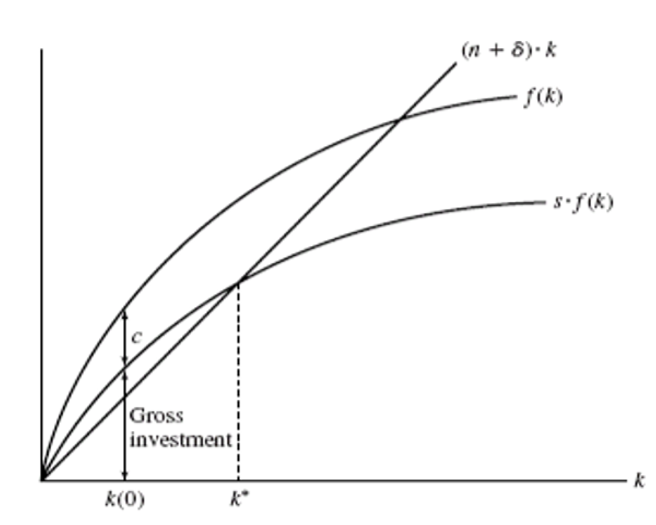 (n + δ)· k
f(k)
s· f(k)
c
Gross
investment
k
k(0)
k*